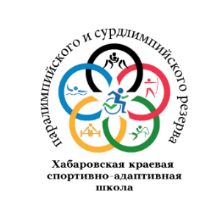 паралимпийского и сурдлимпийского резерва
Хабаровская краевая
спортивно-адаптивная
школа